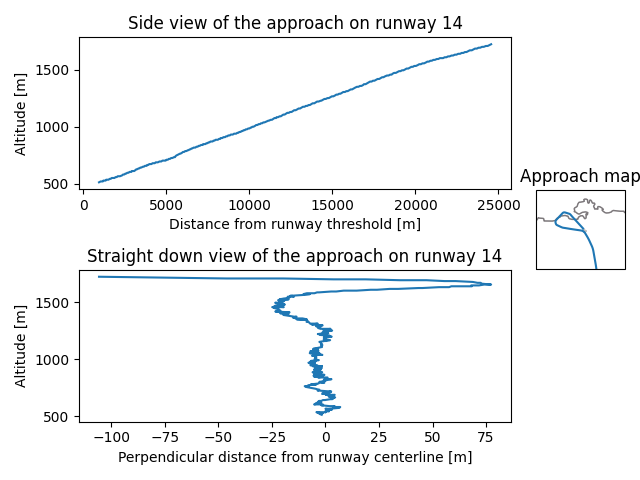 Side view of the approach on runway 14
Altitude [m]
1500
1000
500
0 5000 10000 15000 20000 25000
Distance from runway threshold [m]
Approach map
Straight down view of the approach on runway 14
Altitude [m]
1500
1000
500
−100 −75 −50 −25 0 25 50 75
Perpendicular distance from runway centerline [m]